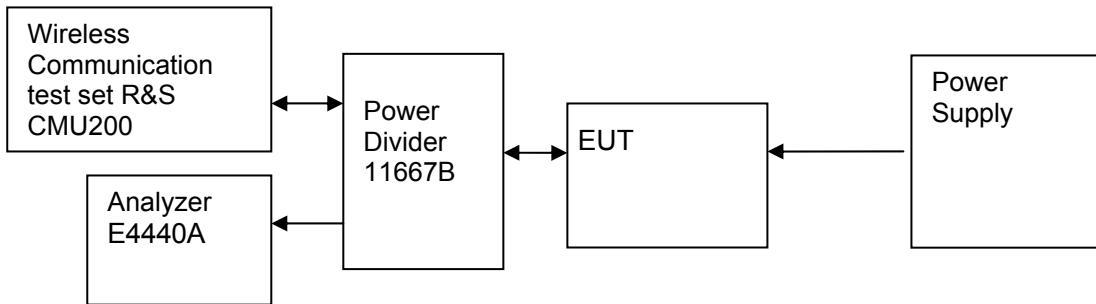 Wireless
Communication
test set R&S
CMU200
Analyzer
E4440A
Power
Divider
11667B
EUT
Power
Supply